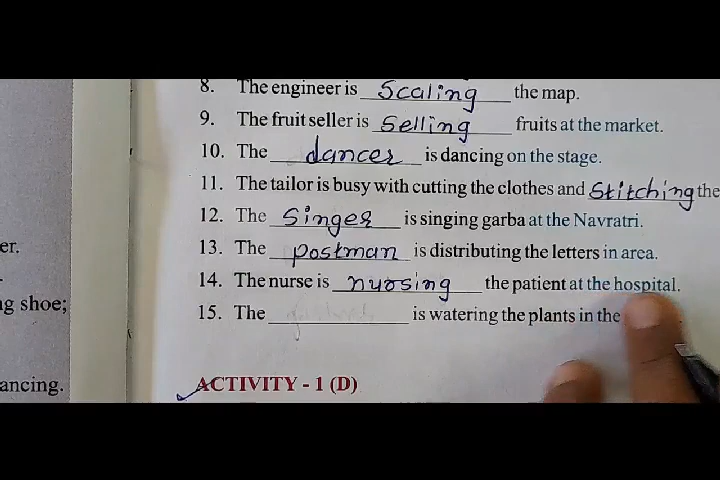 8. The engineer is Scaling the map.
9. The fruit seller is Selling fruits at the market.
10. The dancer is dancing on the stage.
11. The tailor is busy with cutting the clothes and Stitching the
12. The Singer is singing garba at the Navratri.
er.
13. The postman is distributing the letters in area.
14. The nurse is nursing the patient at the hospital.
ng shoe;
15. The is watering the plants in the
ancing.
ACTIVITY - 1 (D)